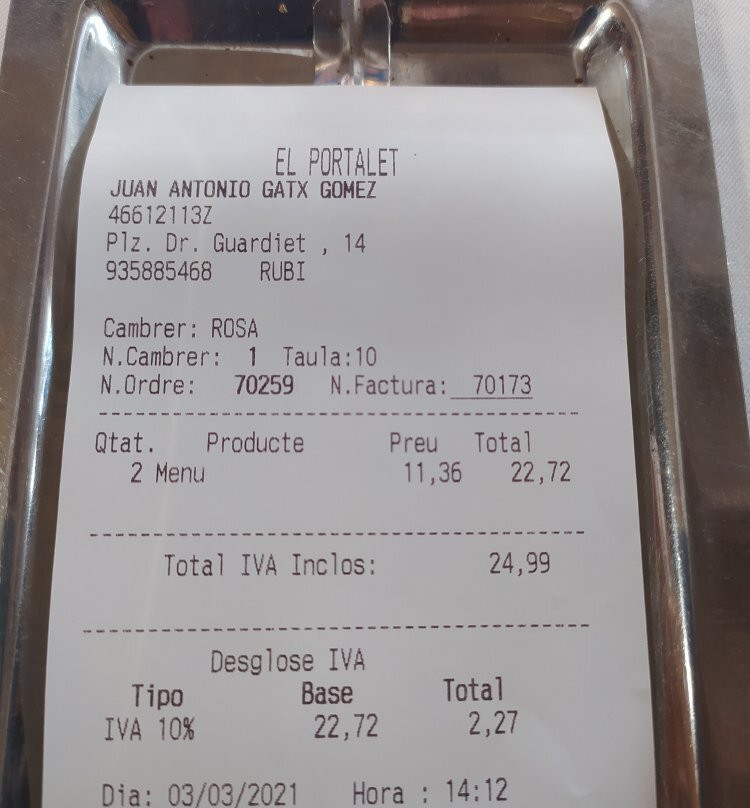 EL PORTALET
JUAN ANTONIO GATX GOMEZ
46612113Z
Plz. Dr. Guardiet , 14
935885468 RUBI
Cambrer: ROSA
N.Cambrer: 1 Taula:10
N.Ordre: 70259 N.Factura: 70173
Qtat. Producte Preu Total
2 Menu 11,36 22,72
Total IVA Inclos: 24,99
Desglose IVA
Tipo Base Total
IVA 10% 22,72 2,27
Dia: 03/03/2021 Hora : 14:12